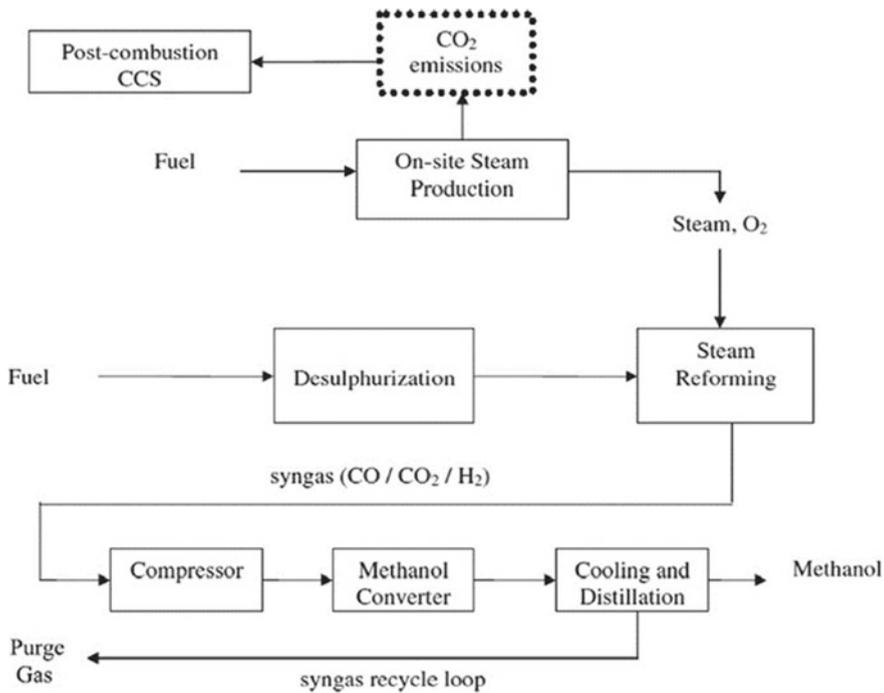 Post-combustion
CCS
CO₂
emissions
Fuel
On-site Steam
Production
Steam, O₂
Fuel
Desulphurization
Steam
Reforming
syngas (CO / CO₂ / H₂)
Compressor
Methanol
Converter
Cooling and
Distillation
Methanol
Purge
Gas
syngas recycle loop